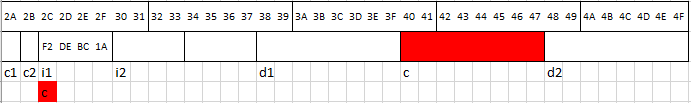 2A 2B 2C 2D 2E 2F 30 31 32 33 34 35 36 37 38 39 3A 3B 3C 3D 3E 3F 40 41 42 43 44 45 46 47 48 49 4A 4B 4C 4D 4E 4F
F2 DE BC 1A
c1 c2 i1 i2 d1 c d2
c